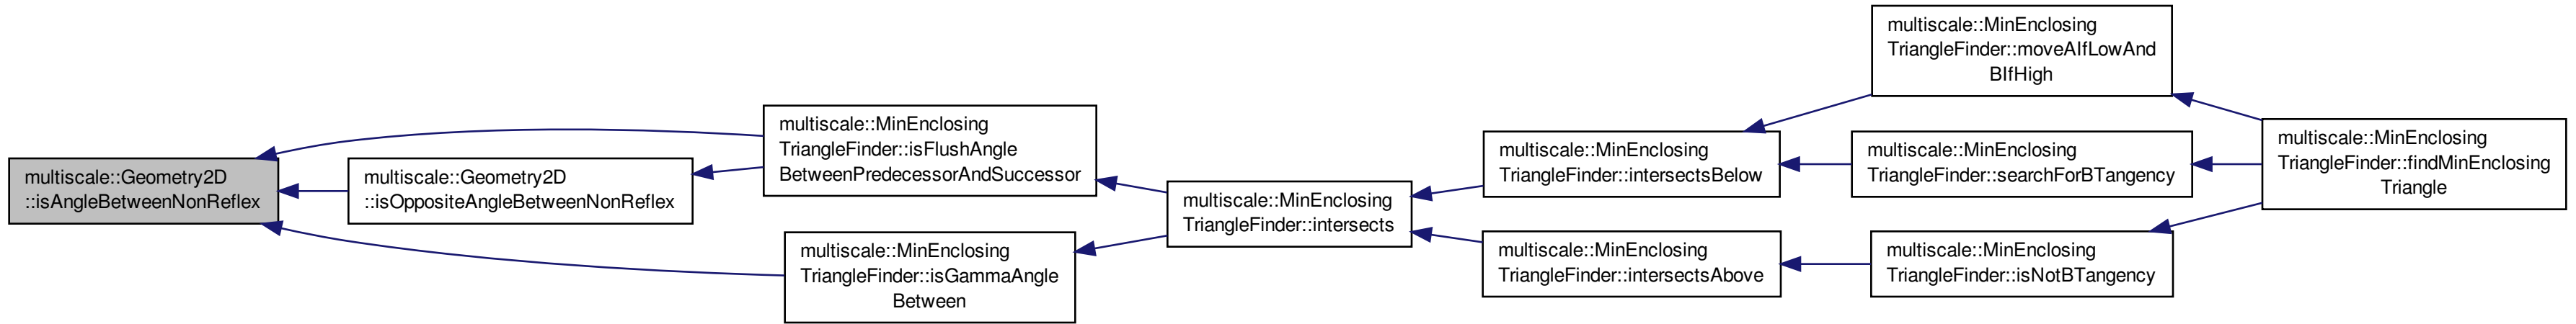 multiscale::Geometry2D
::isAngleBetweenNonReflex
multiscale::Geometry2D
::isOppositeAngleBetweenNonReflex
multiscale::MinEnclosing
TriangleFinder::isFlushAngle
BetweenPredecessorAndSuccessor
multiscale::MinEnclosing
TriangleFinder::isGammaAngle
Between
multiscale::MinEnclosing
TriangleFinder::intersects
multiscale::MinEnclosing
TriangleFinder::intersectsBelow
multiscale::MinEnclosing
TriangleFinder::intersectsAbove
multiscale::MinEnclosing
TriangleFinder::moveAIfLowAnd
BIfHigh
multiscale::MinEnclosing
TriangleFinder::searchForBTangency
multiscale::MinEnclosing
TriangleFinder::isNotBTangency
multiscale::MinEnclosing
TriangleFinder::findMinEnclosing
Triangle